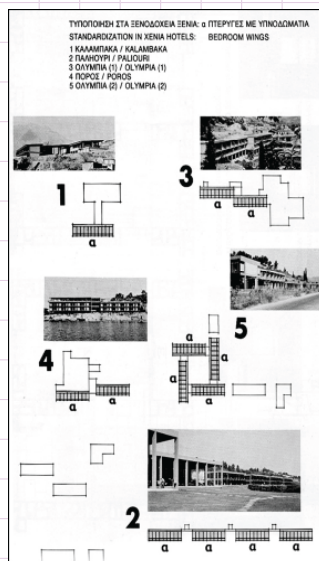 ΤΥΠΟΠΟΙΗΣΗ ΣΤΑ ΞΕΝΟΔΟΧΕΙΑ ΞΕΝΙΑ: α ΠΤΕΡΥΓΕΣ ΜΕ ΥΠΝΟΔΩΜΑΤΙΑ
STANDARDIZATION IN XENIA HOTELS: BEDROOM WINGS
1 ΚΑΛΑΜΠΑΚΑ / KALAMBAKA
2 ΠΑΛΗΟΥΡΙ / PALIOURI
3 ΟΛΥΜΠΙΑ (1) / OLYMPIA (1)
4 ΠΟΡΟΣ / POROS
5 ΟΛΥΜΠΙΑ (2) / OLYMPIA (2)
1
α
3
α α
4
α α
5
α
α
α
α
2
α α α α